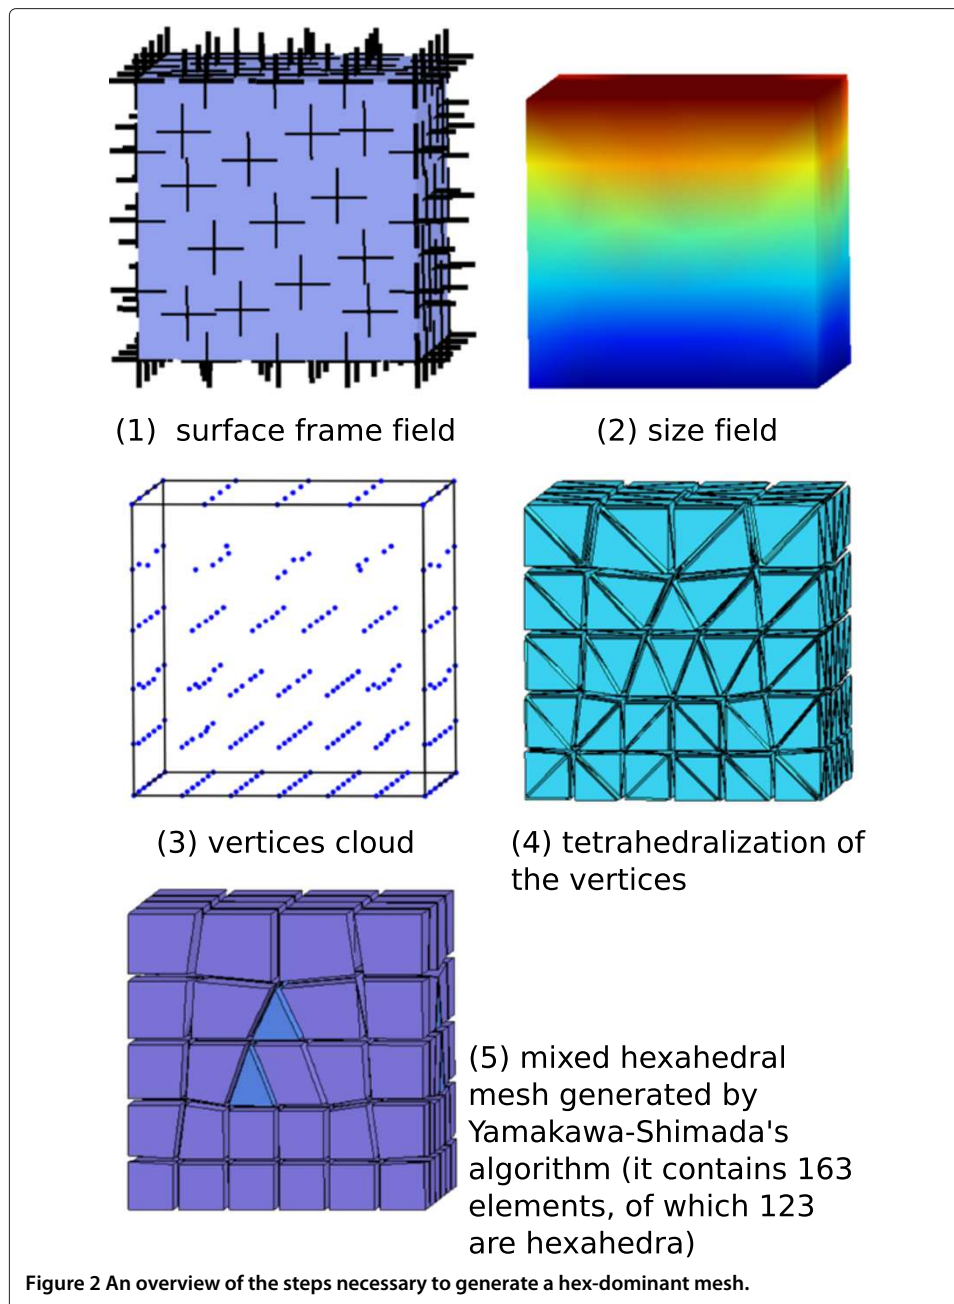 (1) surface frame field
(2) size field
(3) vertices cloud
(4) tetrahedralization of
the vertices
(5) mixed hexahedral
mesh generated by
Yamakawa-Shimada's
algorithm (it contains 163
elements, of which 123
are hexahedra)
Figure 2 An overview of the steps necessary to generate a hex-dominant mesh.